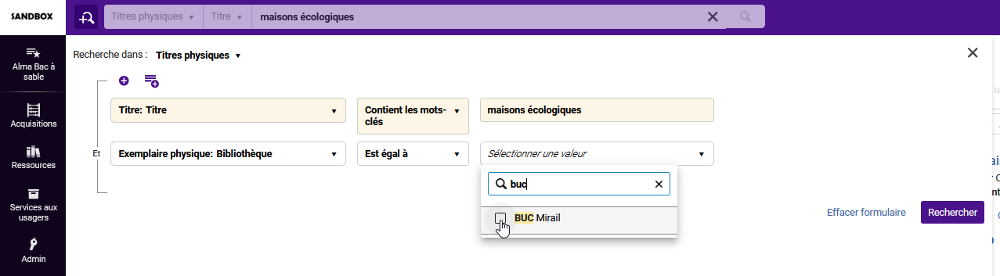 SANDBOX
Titres physiques
Titre
maisons écologiques
Alma Bac à
sable
Acquisitions
Ressources
Services aux
usagers
Admin
Recherche dans :
Titres physiques
Titre: Titre
Contient les mots-
clés
maisons écologiques
Et
Exemplaire physique: Bibliothèque
Est égal à
Sélectionner une valeur
buc
BUC Mirail
Effacer formulaire
Rechercher